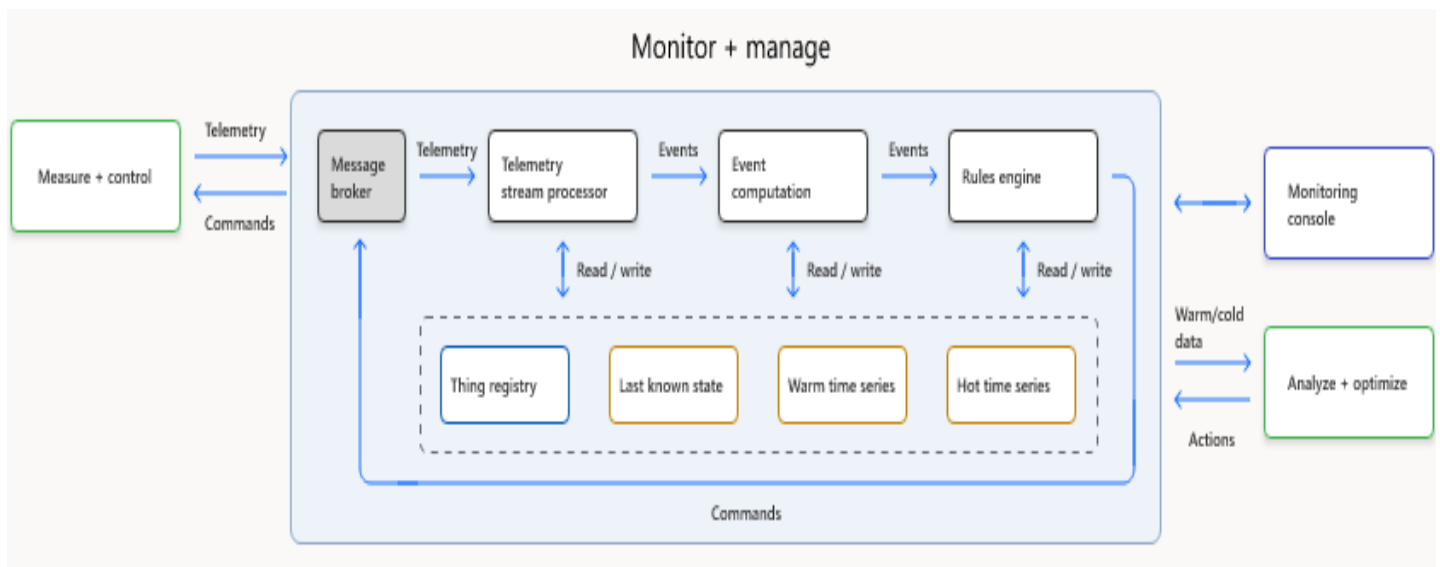 Monitor + manage
Measure + control
Telemetry
Commands
Message
broker
Telemetry
Telemetry
stream processor
Events
Event
computation
Events
Rules engine
Read / write
Read / write
Read / write
Thing registry
Last known state
Warm time series
Hot time series
Commands
Monitoring
console
Warm/cold
data
Actions
Analyze + optimize